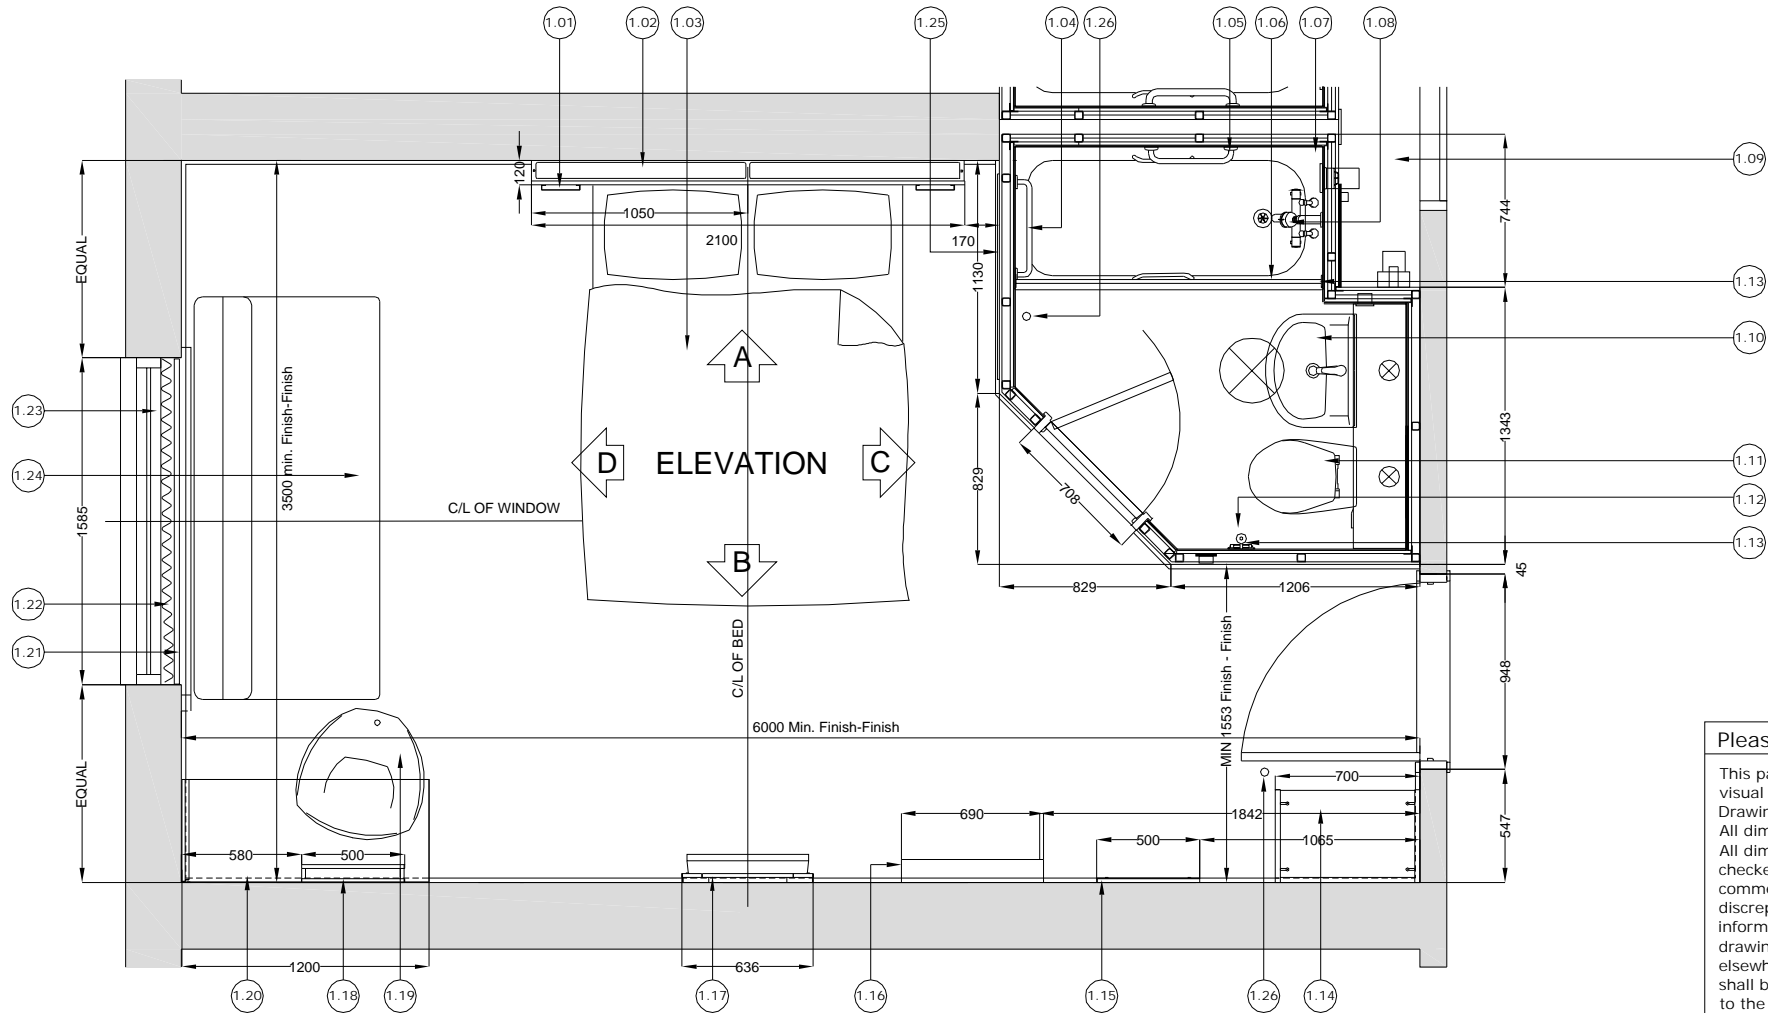 1.01
1.02
1.03
1.25
1.04
1.26
1.05
1.06
1.07
1.08
1.09
120
1050
2100
170
1130
744
EQUAL
1.13
1.10
A
3500 min. Finish-Finish
1.23
1.24
D
ELEVATION
C
1343
1.11
829
708
1.12
C/L OF WINDOW
1585
1.13
B
45
829
1206
1.22
1.21
C/L OF BED
MIN 1553 Finish - Finish
948
6000 Min. Finish-Finish
EQUAL
700
690
1842
547
580
500
500
1065
1200
636
1.20
1.18
1.19
1.17
1.16
1.15
1.26
1.14
Pleas
This pa
visual
Drawin
All dim
All dim
checke
comme
discrep
inform
drawin
elsewh
shall b
to the